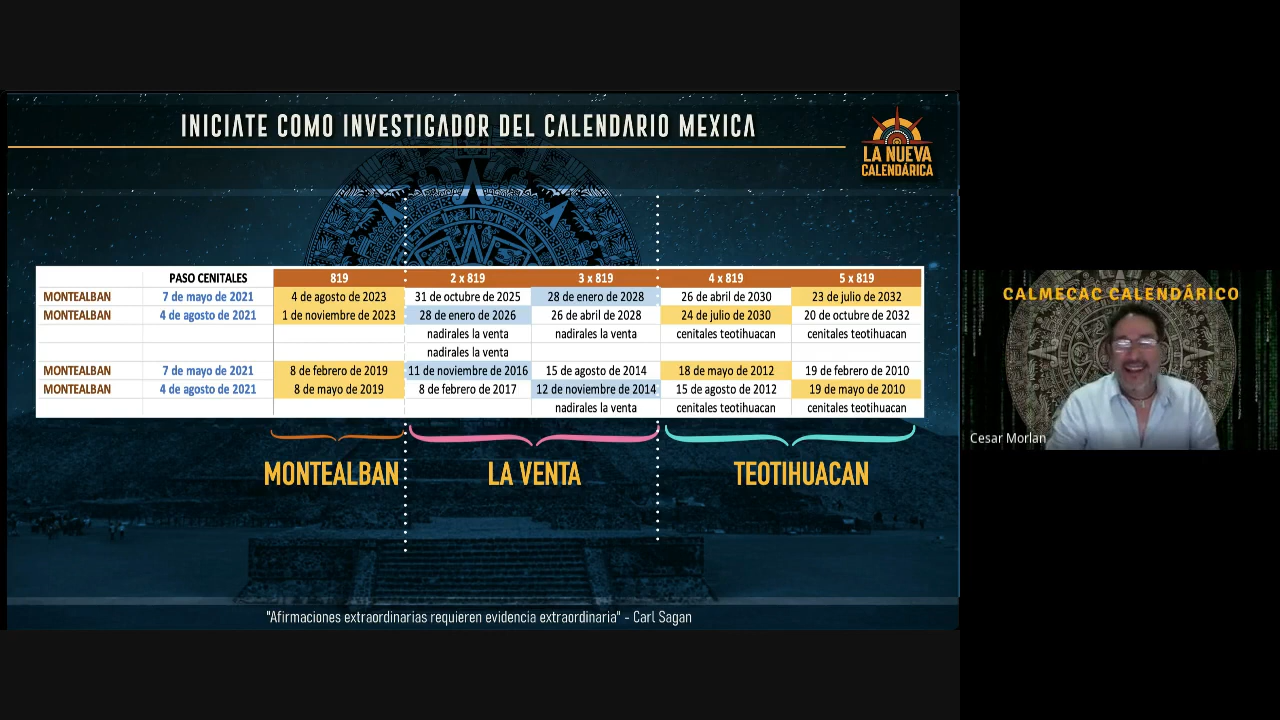 INICIATE COMO INVESTIGADOR DEL CALENDARIO MEXICA
LA NUEVA
CALENDÁRICA
PASO CENITALES 819 2 x 819 3 x 819 4 x 819 5 x 819
MONTEALBAN 7 de mayo de 2021 4 de agosto de 2023 31 de octubre de 2025 28 de enero de 2028 26 de abril de 2030 23 de julio de 2032
MONTEALBAN 4 de agosto de 2021 1 de noviembre de 2023 28 de enero de 2026 26 de abril de 2028 24 de julio de 2030 20 de octubre de 2032
nadirales la venta nadirales la venta cenitales teotihuacan cenitales teotihuacan
nadirales la venta
MONTEALBAN 7 de mayo de 2021 8 de febrero de 2019 11 de noviembre de 2016 15 de agosto de 2014 18 de mayo de 2012 19 de febrero de 2010
MONTEALBAN 4 de agosto de 2021 8 de mayo de 2019 8 de febrero de 2017 12 de noviembre de 2014 15 de agosto de 2012 19 de mayo de 2010
nadirales la venta cenitales teotihuacan cenitales teotihuacan
MONTEALBAN LA VENTA TEOTIHUACAN
"Afirmaciones extraordinarias requieren evidencia extraordinaria" - Carl Sagan
CALMECAC CALENDÁRICO
Cesar Morlan